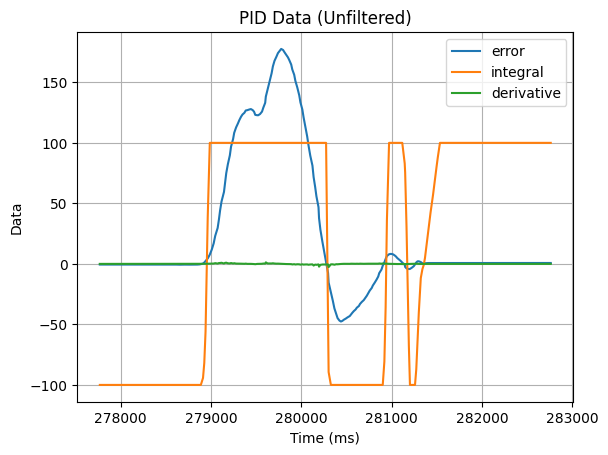 PID Data (Unfiltered)
error
integral
derivative
Data
150
100
50
0
−50
−100
278000 279000 280000 281000 282000 283000
Time (ms)